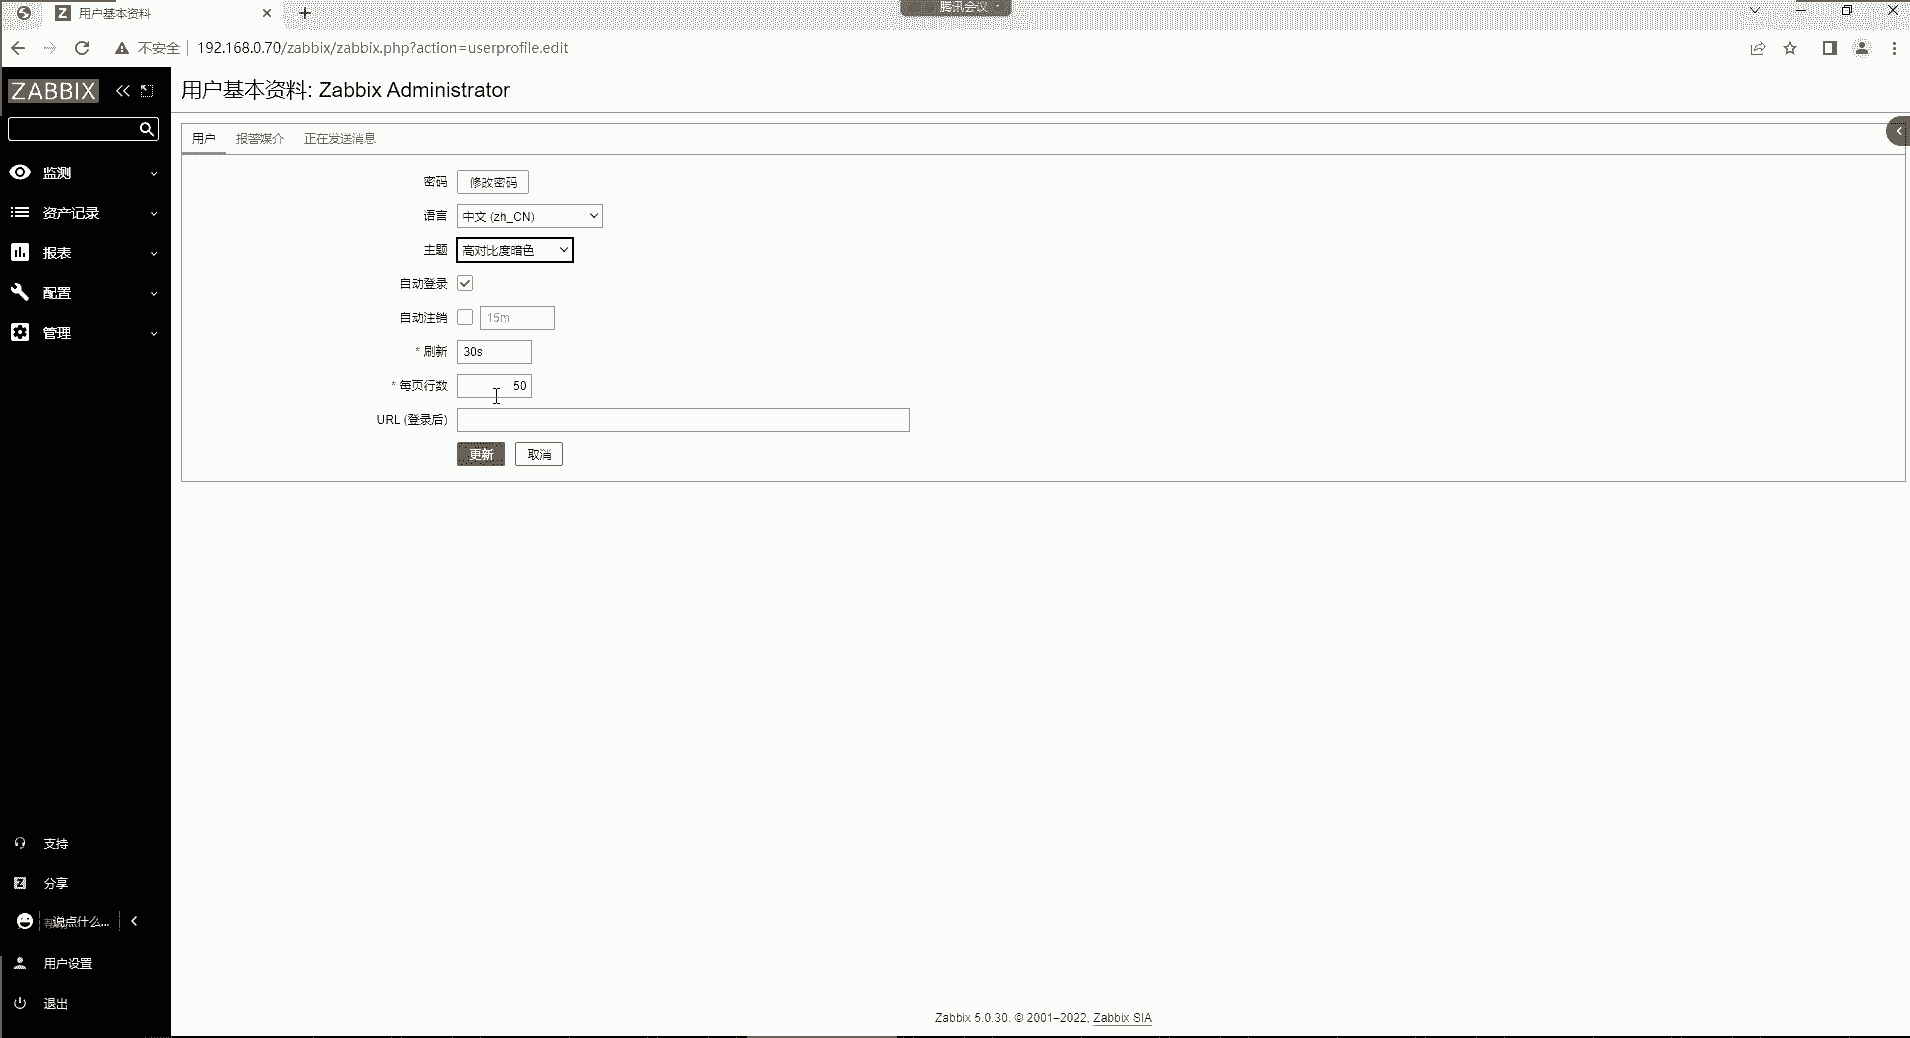 用户基本资料
腾讯会议
不安全
192.168.0.70/zabbix/zabbix.php?action=userprofile.edit
ZABBIX
用户基本资料: Zabbix Administrator
用户 报警媒介 正在发送消息
监测
资产记录
报表
配置
管理
密码 修改密码
语言 中文 (zh_CN)
主题 高对比度暗色
自动登录
自动注销 15m
* 刷新 30s
* 每页行数 50
URL (登录后)
更新 取消
支持
分享
说点什么...
用户设置
退出
Zabbix 5.0.30. © 2001–2022, Zabbix SIA